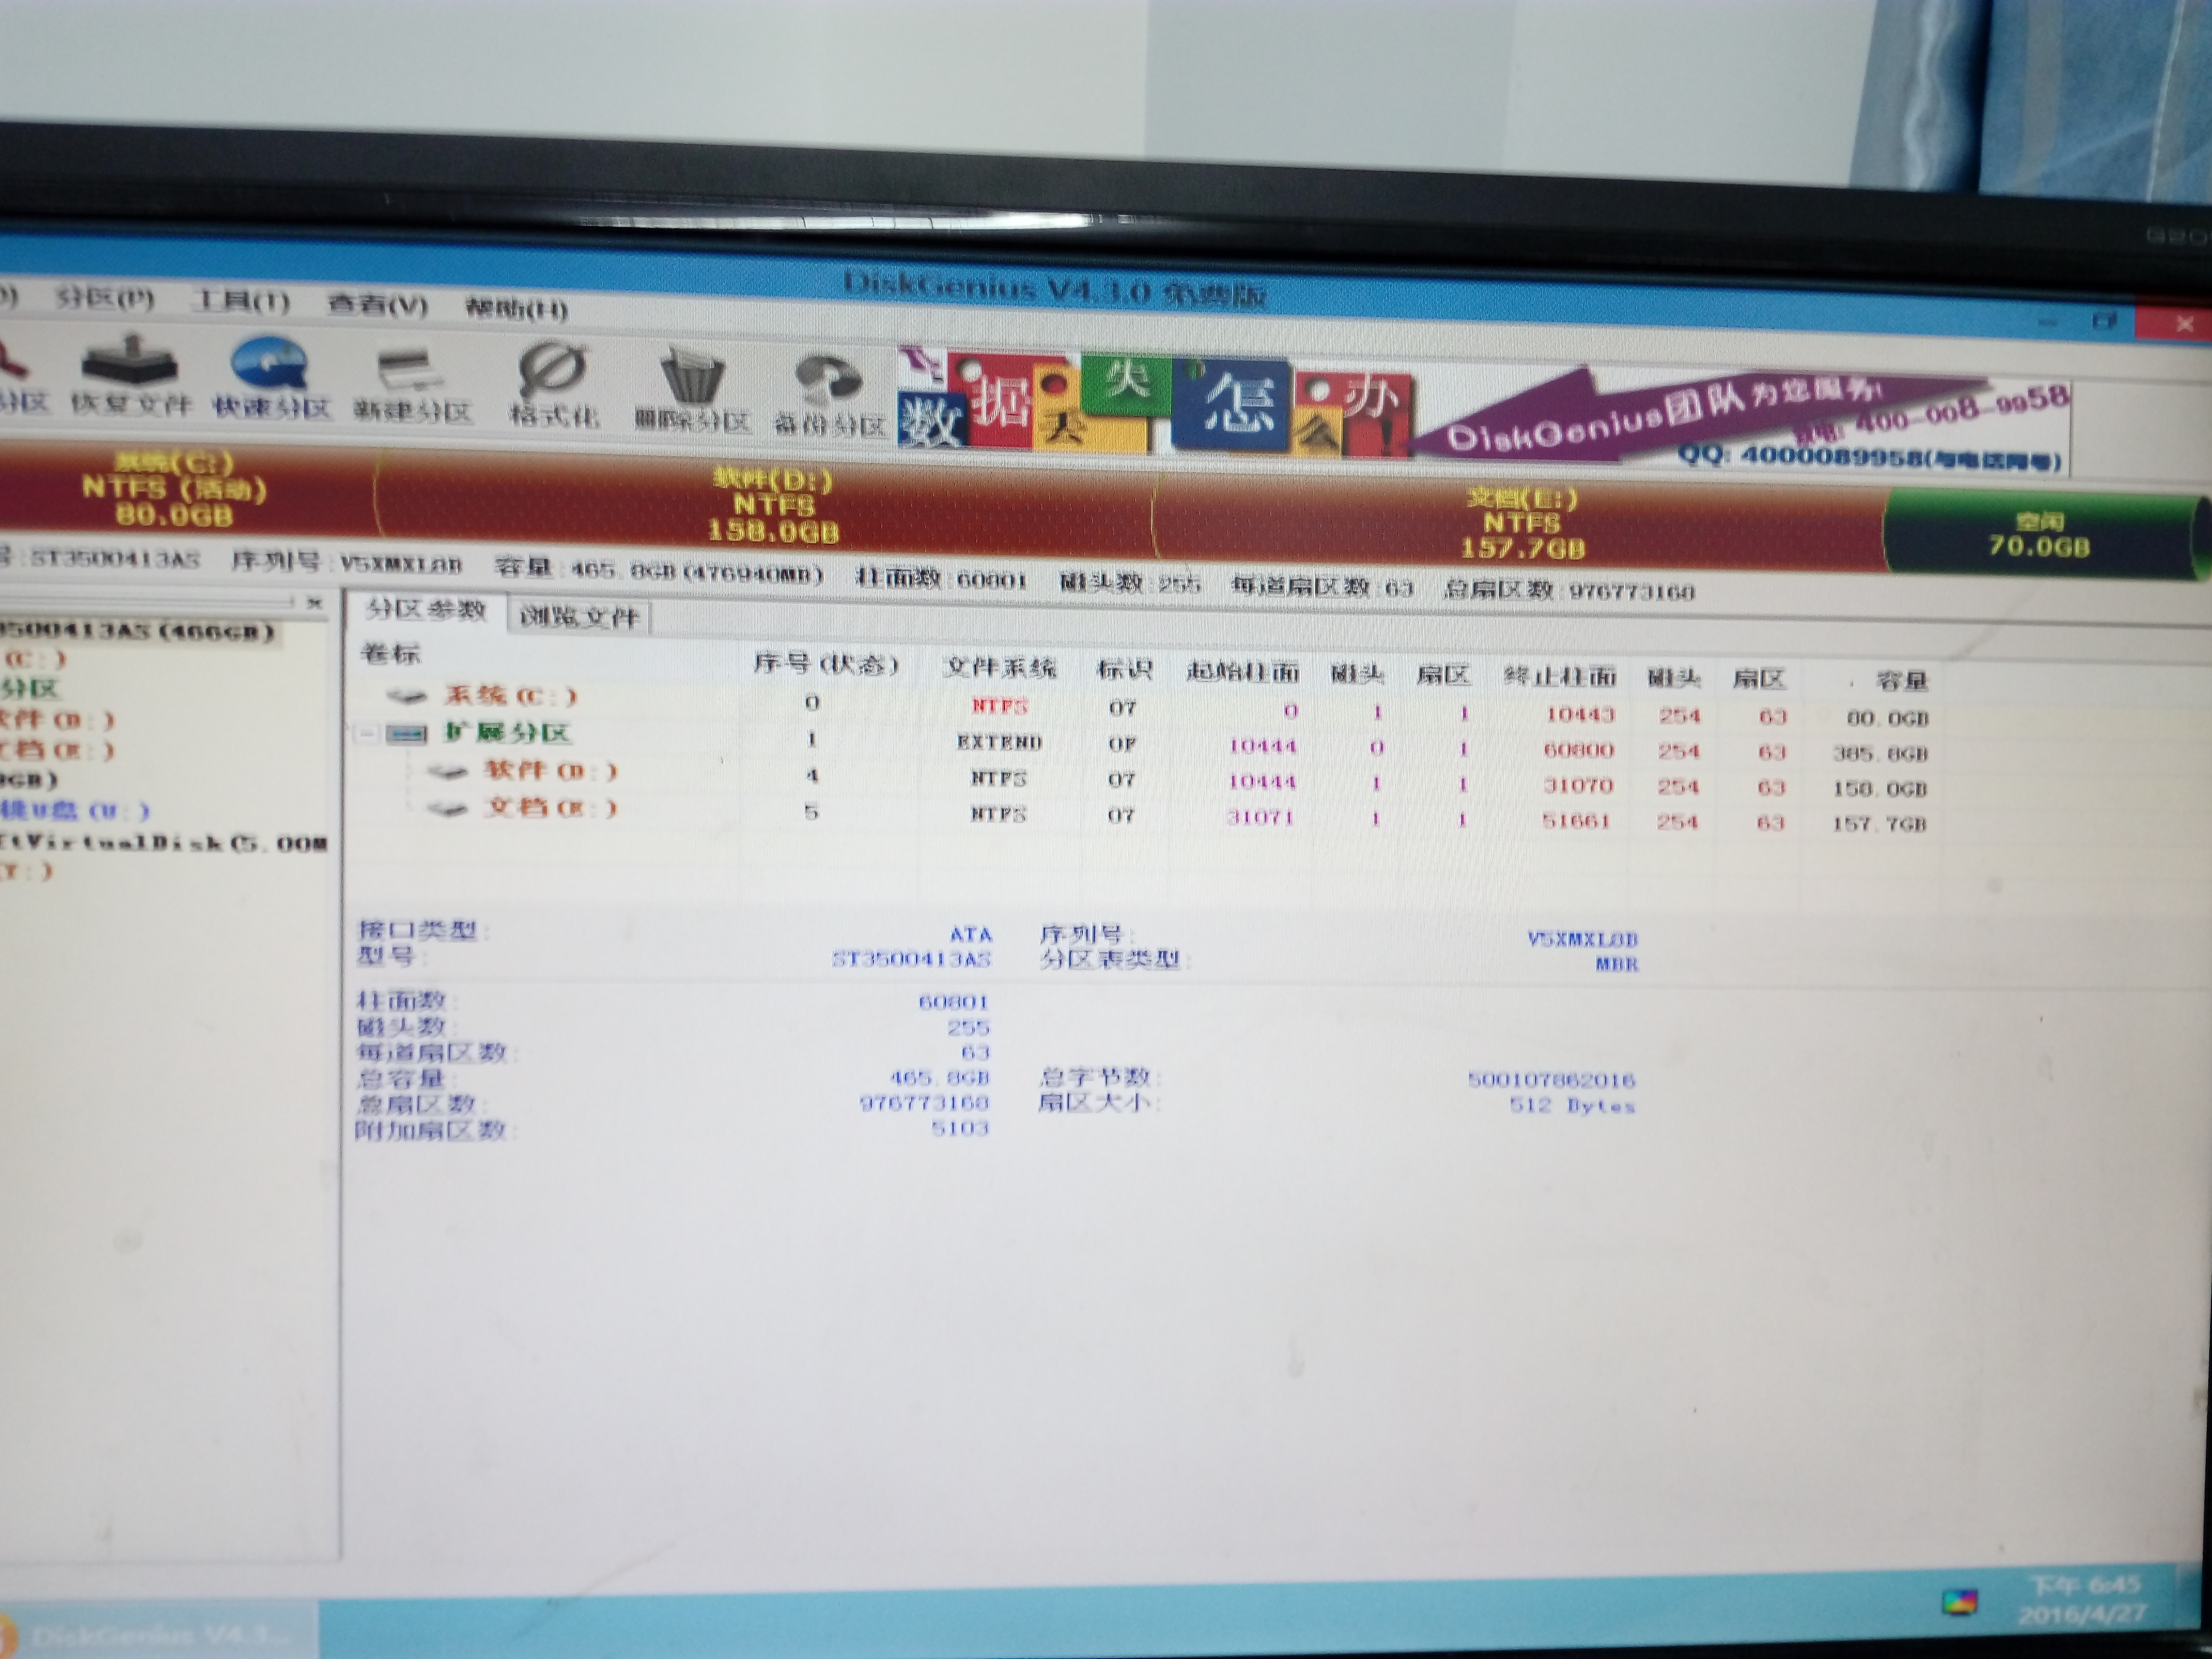 DiskGenius V4.3.0 免费版
分区(P) 工具(T) 查看(V) 帮助(H)
分区 恢复文件 快速分区 新建分区 格式化 删除分区 备份分区
数据丢失怎么办!
DiskGenius团队为您服务!
400-008-9958
QQ: 4000089958(与电话同号)
系统(C:)
NTFS (活动)
80.0GB
软件(D:)
NTFS
158.0GB
文档(E:)
NTFS
157.7GB
空闲
70.0GB
号:ST3500413AS 序列号:V5XMXL8B 容量:465.8GB(476940MB) 柱面数:60801 磁头数:255 每道扇区数:63 总扇区数:976773168
3500413AS(466GB)
(C:)
分区
软件(D:)
文档(E:)
GB)
桃U盘(U:)
ftVirtualDisk(5.00M
(Y:)
分区参数 浏览文件
卷标 序号(状态) 文件系统 标识 起始柱面 磁头 扇区 终止柱面 磁头 扇区 容量
系统(C:) 0 NTFS 07 0 1 1 10443 254 63 80.0GB
扩展分区 1 EXTEND 0F 10444 0 1 60800 254 63 385.8GB
软件(D:) 4 NTFS 07 10444 1 1 31070 254 63 158.0GB
文档(E:) 5 NTFS 07 31071 1 1 51661 254 63 157.7GB
接口类型: ATA 序列号: V5XMXL8B
型号: ST3500413AS 分区表类型: MBR
柱面数: 60801
磁头数: 255
每道扇区数: 63
总容量: 465.8GB 总字节数: 500107862016
总扇区数: 976773168 扇区大小: 512 Bytes
附加扇区数: 5103
DiskGenius V4.3...
下午 6:45
2016/4/27